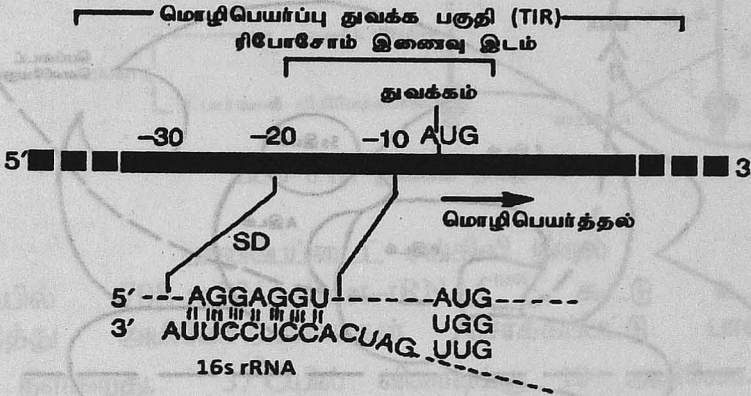 மொழிபெயர்ப்பு துவக்க பகுதி (TIR)
ரிபோசோம் இணைவு இடம்
துவக்கம்
-30 -20 -10 AUG
5' 3
மொழிபெயர்த்தல்
SD
5' ---AGGAGGU------AUG------
3' AUUCCUCCACUAG UGG
UUG
16s rRNA